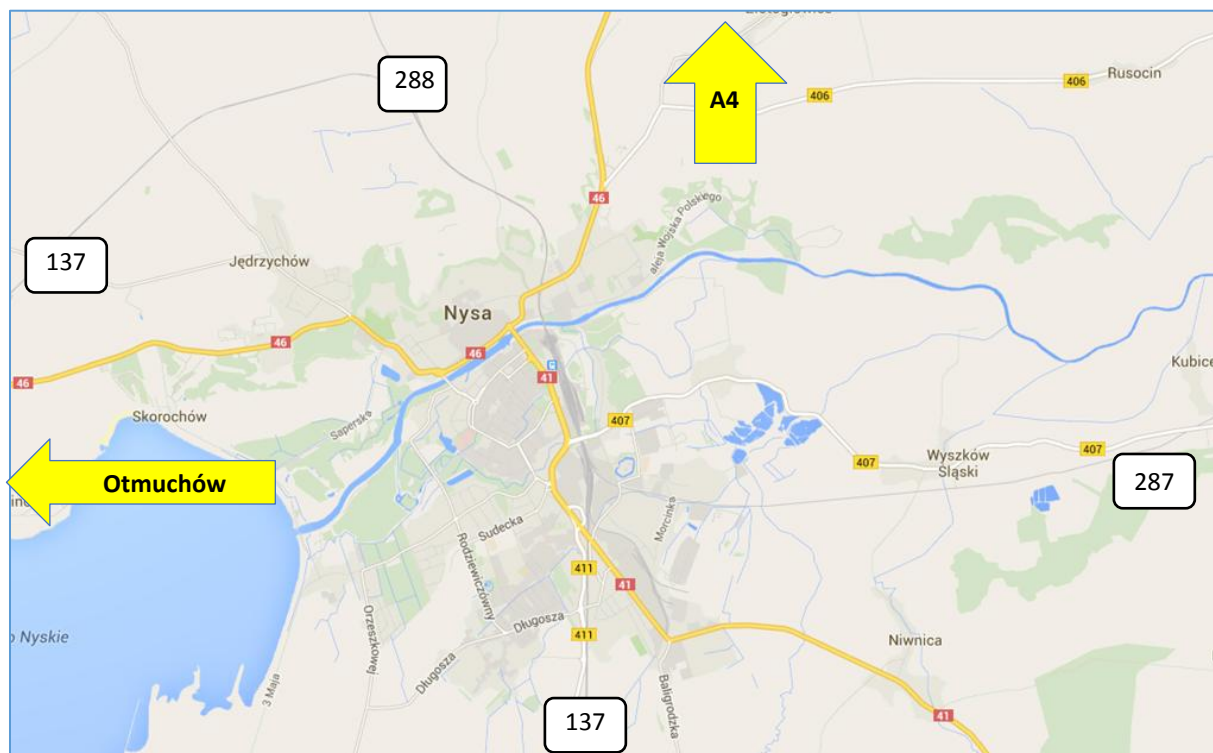 288
A4
406
406
Rusocin
46
aleja Wojska Polskiego
137
Jędrzychów
Nysa
46
46
46
41
Kubice
Skorochów
Saperska
407
407
407
Wyszków
Śląski
Otmuchów
287
Sudecka
Morcinka
Rodziewiczówny
411
41
Długosza
411
Orzeszkowej
Niwnica
Nyskie
Długosza
3 Maja
Baligrodzka
137
41